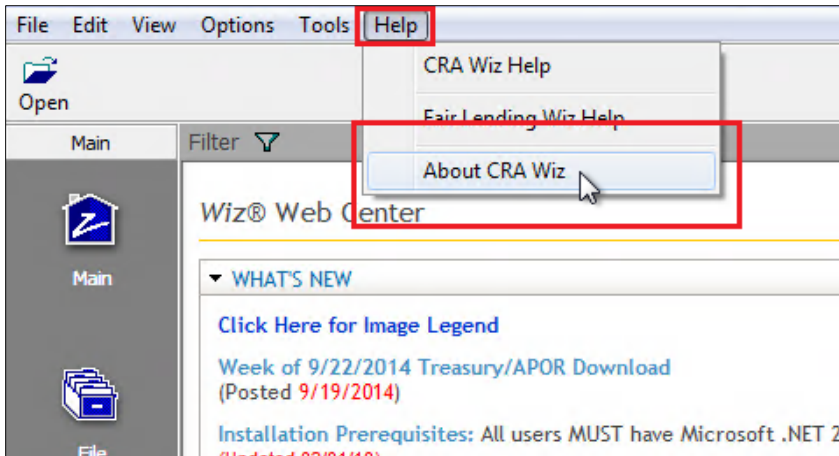 File Edit View Options Tools Help
CRA Wiz Help
Open
Fair Lending Wiz Help
Main Filter
About CRA Wiz
Wiz® Web Center
Main
WHAT'S NEW
Click Here for Image Legend
Week of 9/22/2014 Treasury/APOR Download
(Posted 9/19/2014)
File
Installation Prerequisites: All users MUST have Microsoft .NET 2